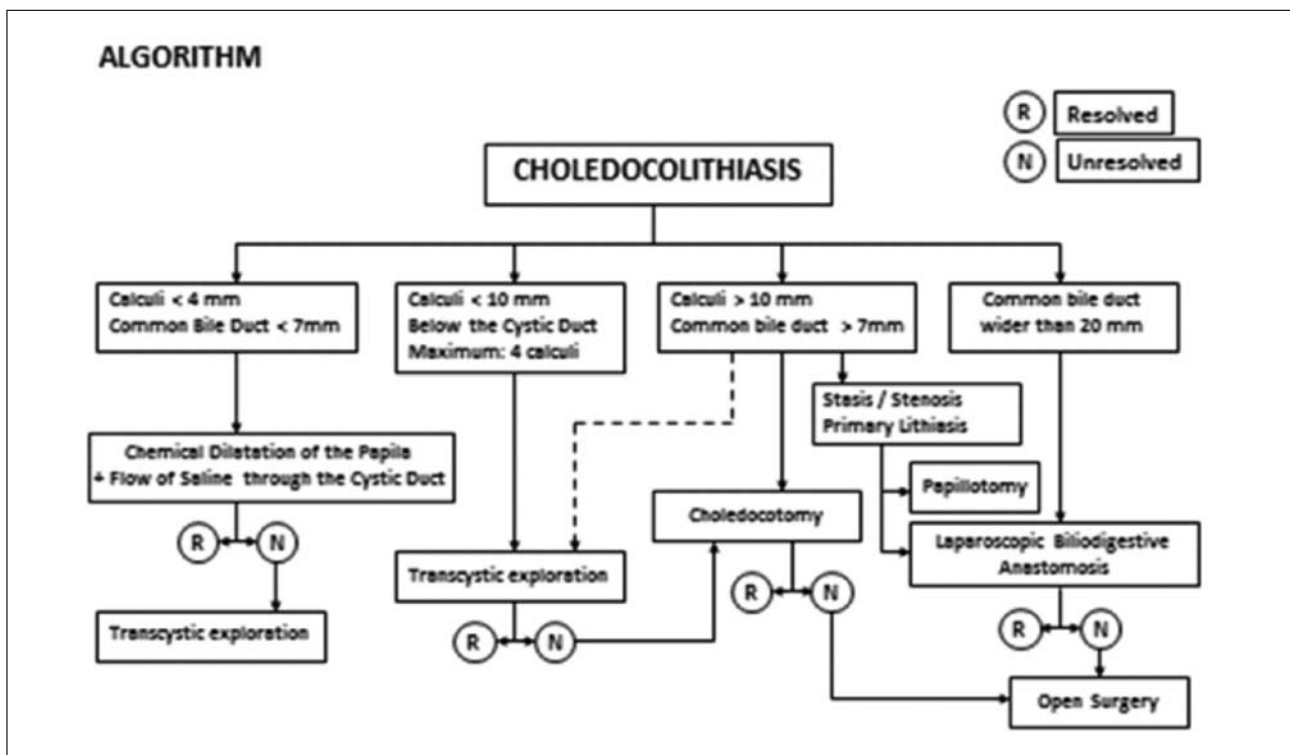 ALGORITHM
R Resolved
N Unresolved
CHOLEDOCOLITHIASIS
Calculi < 4 mm
Common Bile Duct < 7mm
Calculi < 10 mm
Below the Cystic Duct
Maximum: 4 calculi
Calculi > 10 mm
Common bile duct > 7mm
Common bile duct
wider than 20 mm
Stasis / Stenosis
Primary Lithiasis
Chemical Dilatation of the Papila
+ Flow of Saline through the Cystic Duct
Papillotomy
Choledocotomy
R N
Laparoscopic Biliodigestive
Anastomosis
Transcystic exploration
R N
Transcystic exploration
R N
R N
Open Surgery